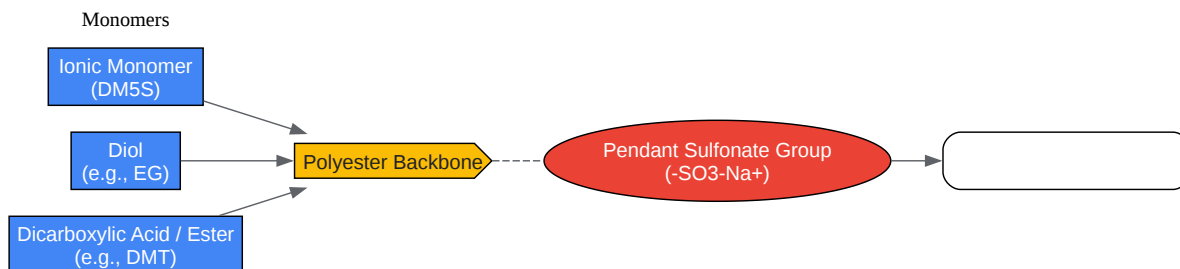 Monomers
Ionic Monomer
(DM5S)
Diol
(e.g., EG)
Dicarboxylic Acid / Ester
(e.g., DMT)
Polyester Backbone
Pendant Sulfonate Group
(-SO3-Na+)